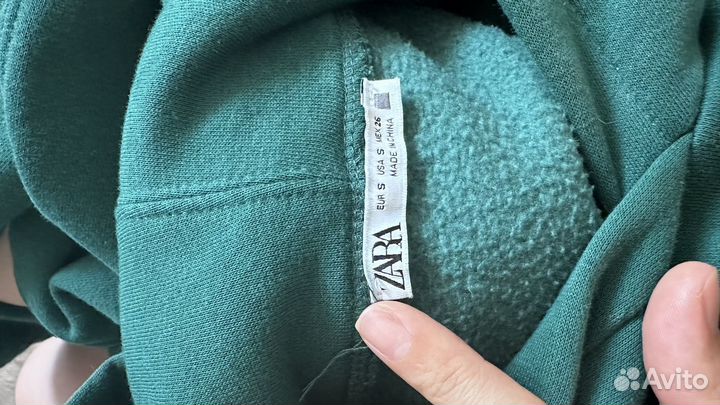 ZARA
EUR S USA S MEX 26
MADE IN CHINA
Avito